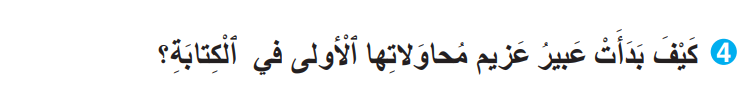 4 كَيْفَ بَدَأَتْ عَبيرُ عَزيم مُحاوَلاتِها ٱلْأولى في ٱلْكِتابَةِ؟